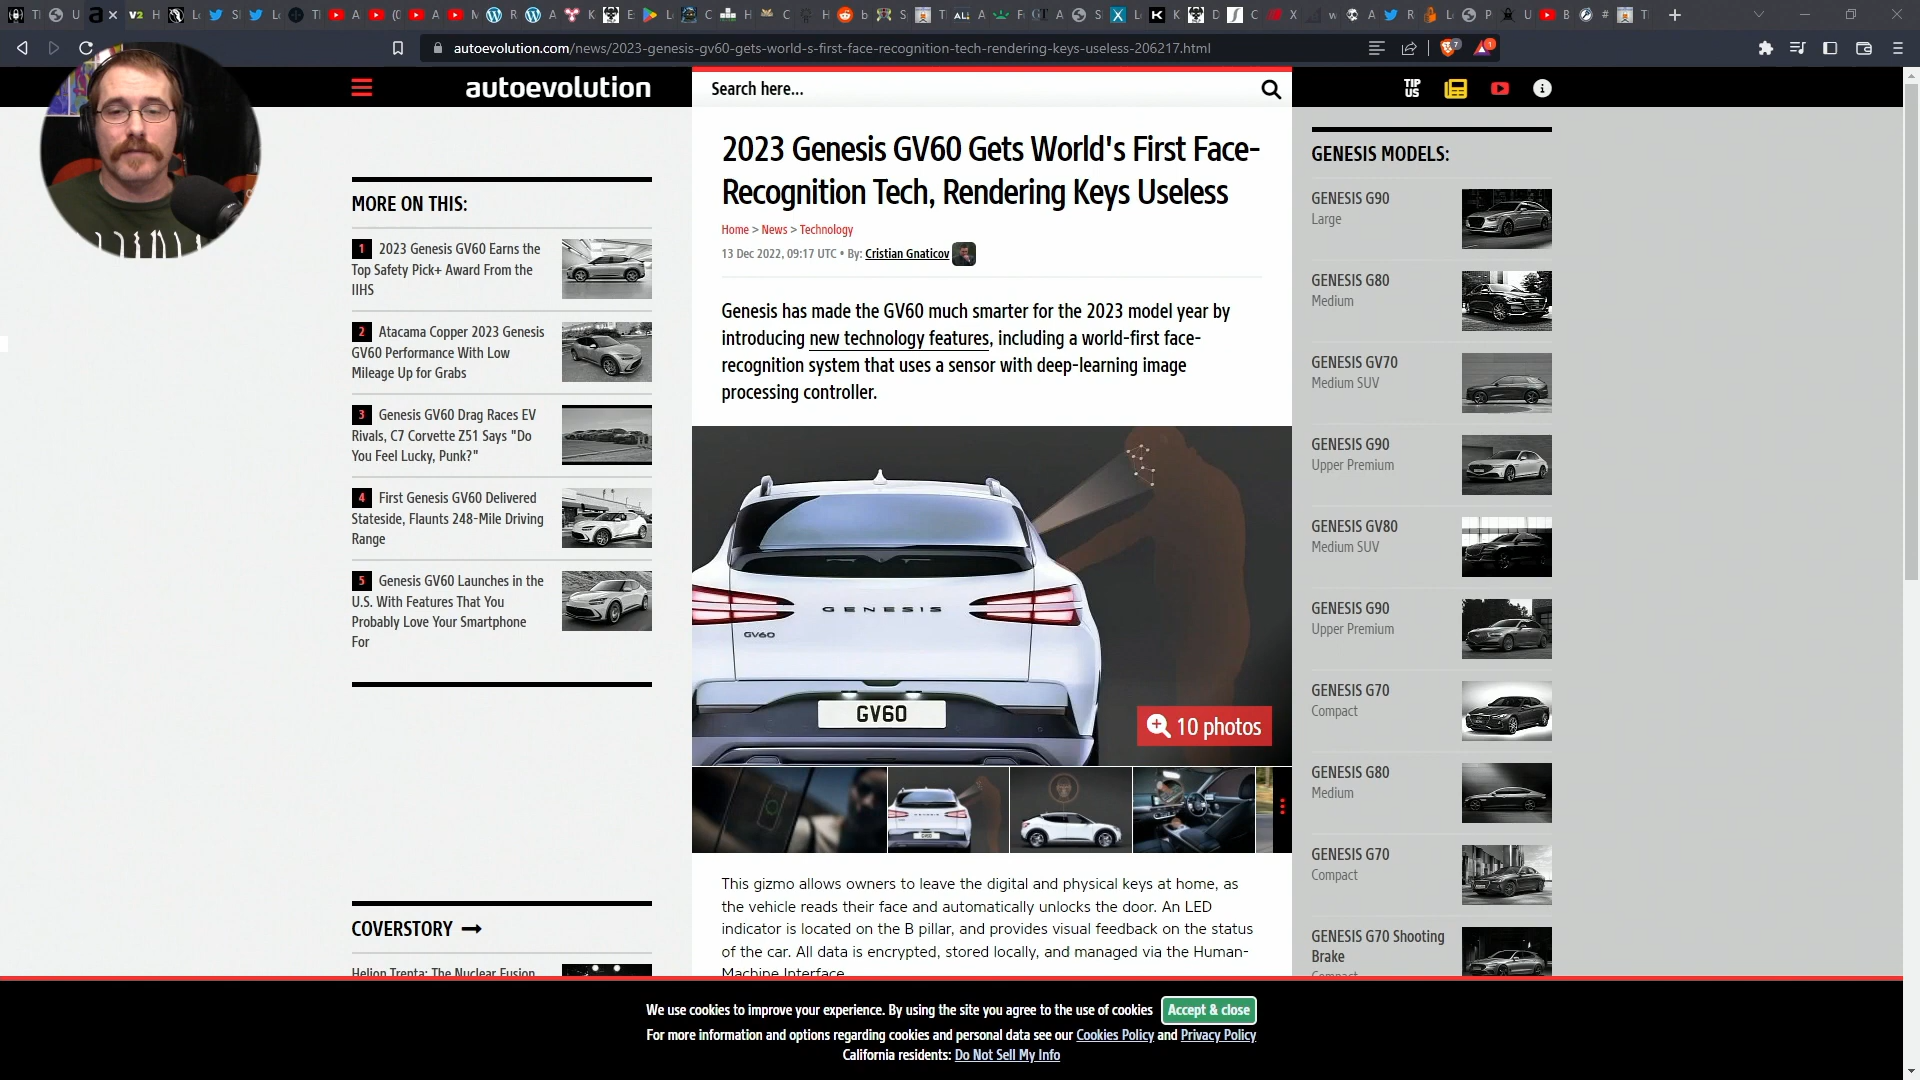 autoevolution.com/news/2023-genesis-gv60-gets-world-s-first-face-recognition-tech-rendering-keys-useless-206217.html
autoevolution
Search here...
TIP
US
MORE ON THIS:
1 2023 Genesis GV60 Earns the
Top Safety Pick+ Award From the
IIHS
2 Atacama Copper 2023 Genesis
GV60 Performance With Low
Mileage Up for Grabs
3 Genesis GV60 Drag Races EV
Rivals, C7 Corvette Z51 Says "Do
You Feel Lucky, Punk?"
4 First Genesis GV60 Delivered
Stateside, Flaunts 248-Mile Driving
Range
5 Genesis GV60 Launches in the
U.S. With Features That You
Probably Love Your Smartphone
For
COVERSTORY
Helion Trenta: The Nuclear Fusion
2023 Genesis GV60 Gets World's First Face-
Recognition Tech, Rendering Keys Useless
Home > News > Technology
13 Dec 2022, 09:17 UTC • By: Cristian Gnaticov
Genesis has made the GV60 much smarter for the 2023 model year by
introducing new technology features, including a world-first face-
recognition system that uses a sensor with deep-learning image
processing controller.
GENESIS
GV60
GV60
10 photos
This gizmo allows owners to leave the digital and physical keys at home, as
the vehicle reads their face and automatically unlocks the door. An LED
indicator is located on the B pillar, and provides visual feedback on the status
of the car. All data is encrypted, stored locally, and managed via the Human-
Machine Interface.
GENESIS MODELS:
GENESIS G90
Large
GENESIS G80
Medium
GENESIS GV70
Medium SUV
GENESIS G90
Upper Premium
GENESIS GV80
Medium SUV
GENESIS G90
Upper Premium
GENESIS G70
Compact
GENESIS G80
Medium
GENESIS G70
Compact
GENESIS G70 Shooting
Brake
Compact
We use cookies to improve your experience. By using the site you agree to the use of cookies Accept & close
For more information and options regarding cookies and personal data see our Cookies Policy and Privacy Policy
California residents: Do Not Sell My Info